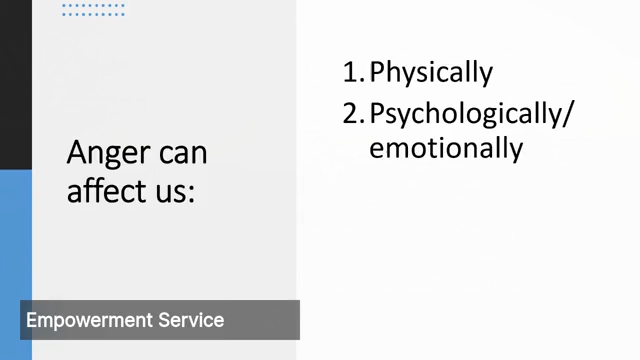 Anger can
affect us:
1. Physically
2. Psychologically/
emotionally
Empowerment Service